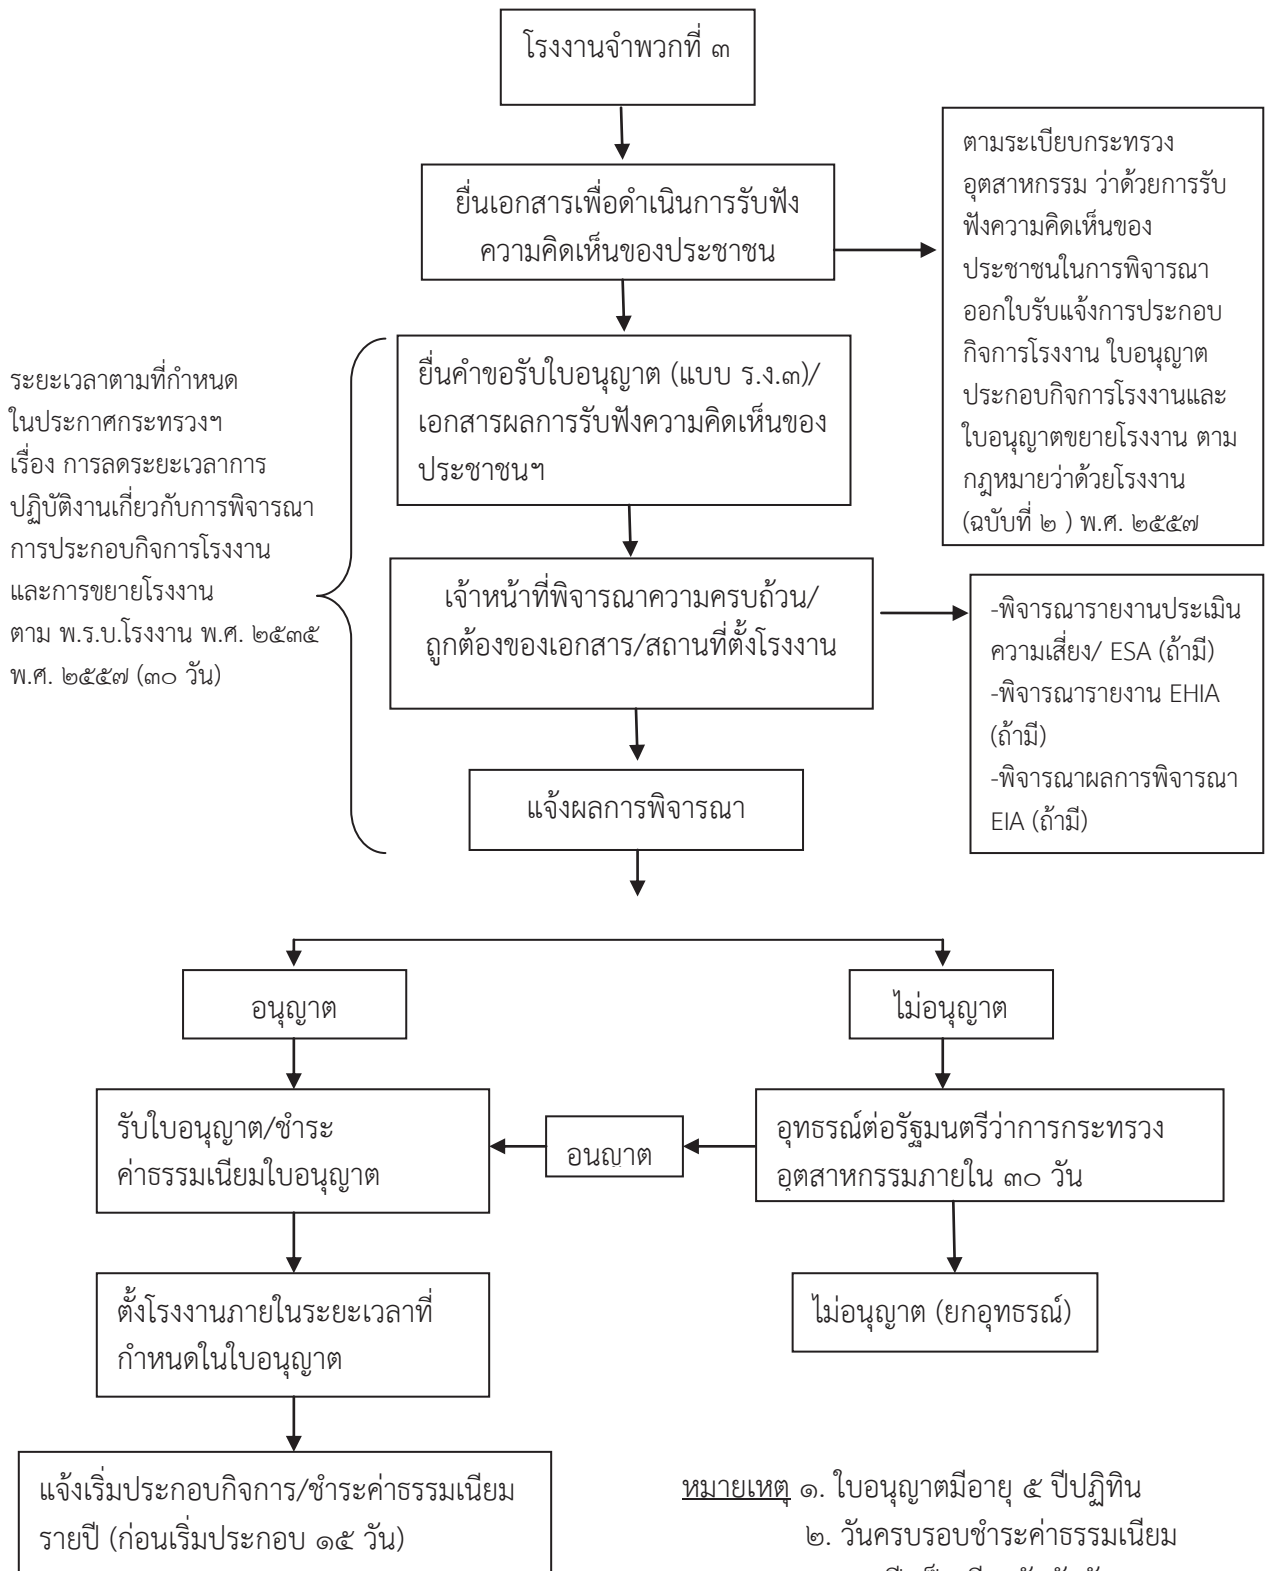 โรงงานจำพวกที่ ๓
ยื่นเอกสารเพื่อดำเนินการรับฟัง
ความคิดเห็นของประชาชน
ตามระเบียบกระทรวง
อุตสาหกรรม ว่าด้วยการรับ
ฟังความคิดเห็นของ
ประชาชนในการพิจารณา
ออกใบรับแจ้งการประกอบ
กิจการโรงงาน ใบอนุญาต
ประกอบกิจการโรงงานและ
ใบอนุญาตขยายโรงงาน ตาม
กฎหมายว่าด้วยโรงงาน
(ฉบับที่ ๒ ) พ.ศ. ๒๕๕๗
ยื่นคำขอรับใบอนุญาต (แบบ ร.ง.๓)/
เอกสารผลการรับฟังความคิดเห็นของ
ประชาชนฯ
ระยะเวลาตามที่กำหนด
ในประกาศกระทรวงฯ
เรื่อง การลดระยะเวลาการ
ปฏิบัติงานเกี่ยวกับการพิจารณา
การประกอบกิจการโรงงาน
และการขยายโรงงาน
ตาม พ.ร.บ.โรงงาน พ.ศ. ๒๕๓๕
พ.ศ. ๒๕๕๗ (๓๐ วัน)
เจ้าหน้าที่พิจารณาความครบถ้วน/
ถูกต้องของเอกสาร/สถานที่ตั้งโรงงาน
-พิจารณารายงานประเมิน
ความเสี่ยง/ ESA (ถ้ามี)
-พิจารณารายงาน EHIA
(ถ้ามี)
-พิจารณาผลการพิจารณา
EIA (ถ้ามี)
แจ้งผลการพิจารณา
อนุญาต
ไม่อนุญาต
รับใบอนุญาต/ชำระ
ค่าธรรมเนียมใบอนุญาต
อนุญาต
อุทธรณ์ต่อรัฐมนตรีว่าการกระทรวง
อุตสาหกรรมภายใน ๓๐ วัน
ตั้งโรงงานภายในระยะเวลาที่
กำหนดในใบอนุญาต
ไม่อนุญาต (ยกอุทธรณ์)
แจ้งเริ่มประกอบกิจการ/ชำระค่าธรรมเนียม
รายปี (ก่อนเริ่มประกอบ ๑๕ วัน)
หมายเหตุ ๑. ใบอนุญาตมีอายุ ๕ ปีปฏิทิน
๒. วันครบรอบชำระค่าธรรมเนียม